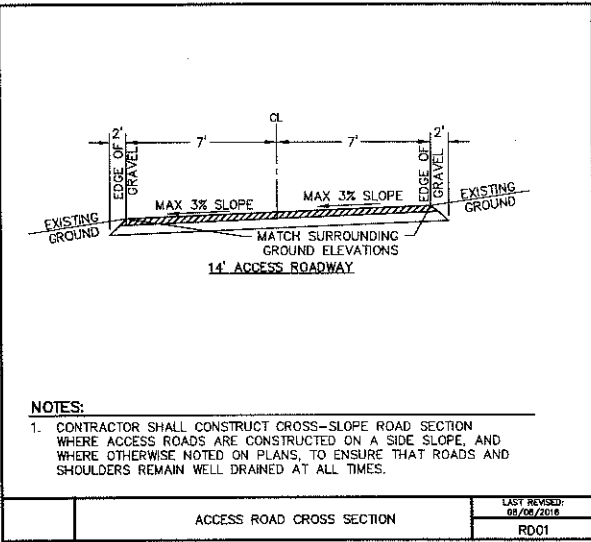 CL
2' 7' 7' 2'
EDGE OF
GRAVEL
EDGE OF
GRAVEL
MAX 3% SLOPE MAX 3% SLOPE
EXISTING
GROUND
EXISTING
GROUND
MATCH SURROUNDING
GROUND ELEVATIONS
14' ACCESS ROADWAY
NOTES:
1. CONTRACTOR SHALL CONSTRUCT CROSS-SLOPE ROAD SECTION
WHERE ACCESS ROADS ARE CONSTRUCTED ON A SIDE SLOPE, AND
WHERE OTHERWISE NOTED ON PLANS, TO ENSURE THAT ROADS AND
SHOULDERS REMAIN WELL DRAINED AT ALL TIMES.
ACCESS ROAD CROSS SECTION
LAST REVISED:
RD01